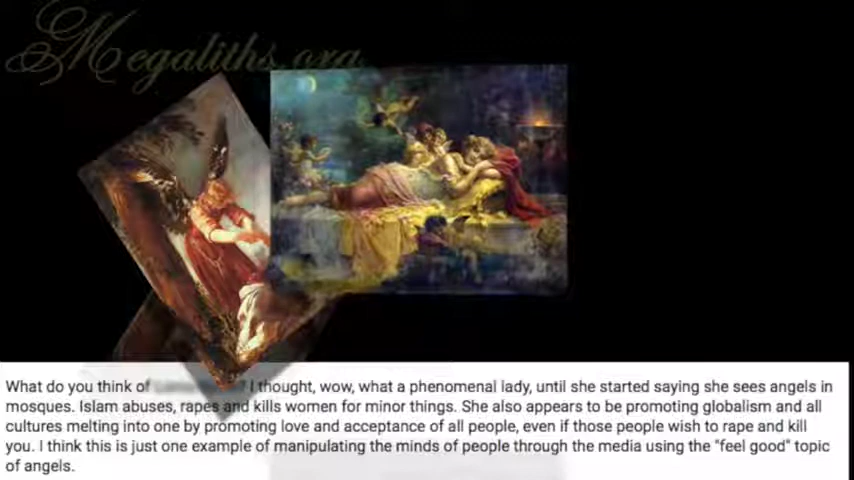 Megaliths.org
What do you think of ? I thought, wow, what a phenomenal lady, until she started saying she sees angels in
mosques. Islam abuses, rapes and kills women for minor things. She also appears to be promoting globalism and all
cultures melting into one by promoting love and acceptance of all people, even if those people wish to rape and kill
you. I think this is just one example of manipulating the minds of people through the media using the "feel good" topic
of angels.